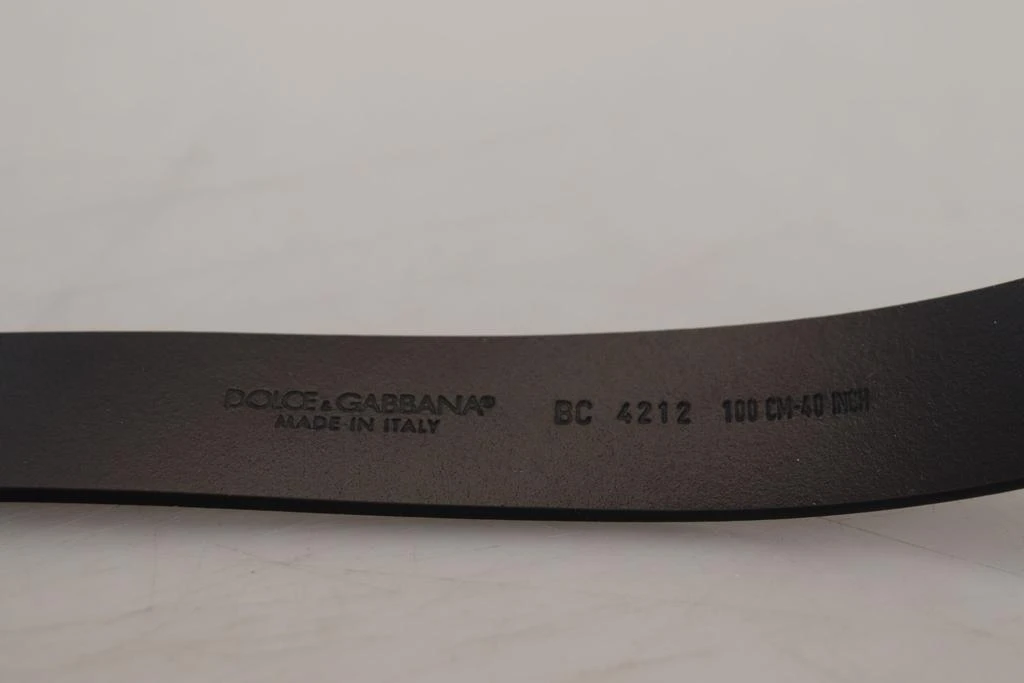 DOLCE & GABBANA® BC 4212 100 CM-40 INCH
MADE IN ITALY